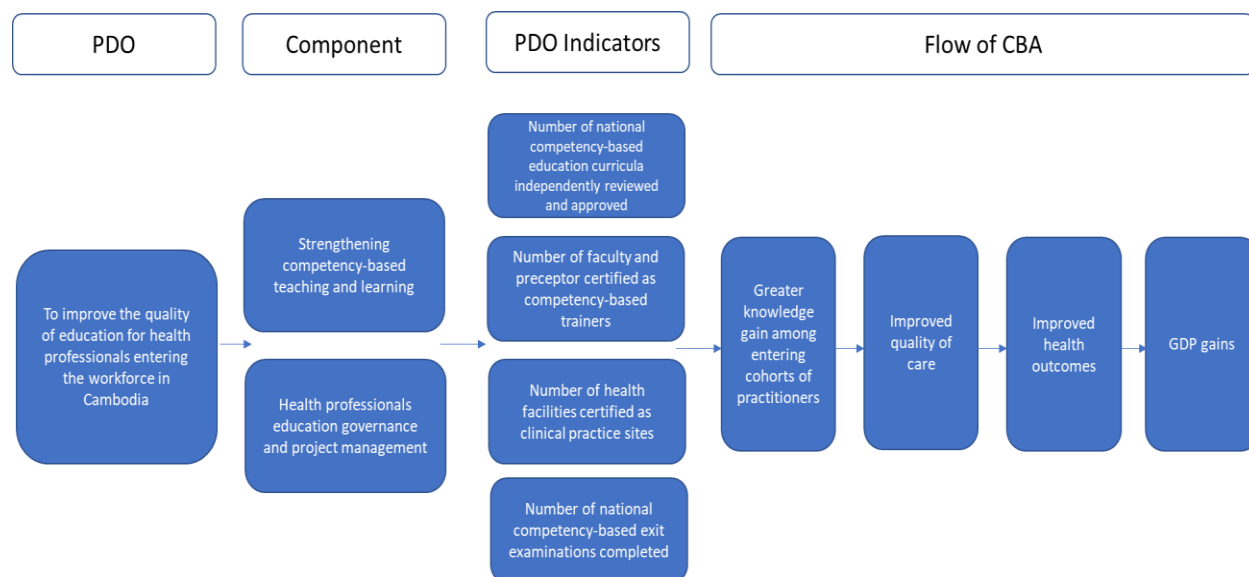 PDO
Component
PDO Indicators
Flow of CBA
To improve the quality
of education for health
professionals entering
the workforce in
Cambodia
Strengthening
competency-based
teaching and learning
Health professionals
education governance
and project management
Number of national
competency-based
education curricula
independently reviewed
and approved
Number of faculty and
preceptor certified as
competency-based
trainers
Number of health
facilities certified as
clinical practice sites
Number of national
competency-based exit
examinations completed
Greater
knowledge
gain among
entering
cohorts of
practitioners
Improved
quality of
care
Improved
health
outcomes
GDP gains